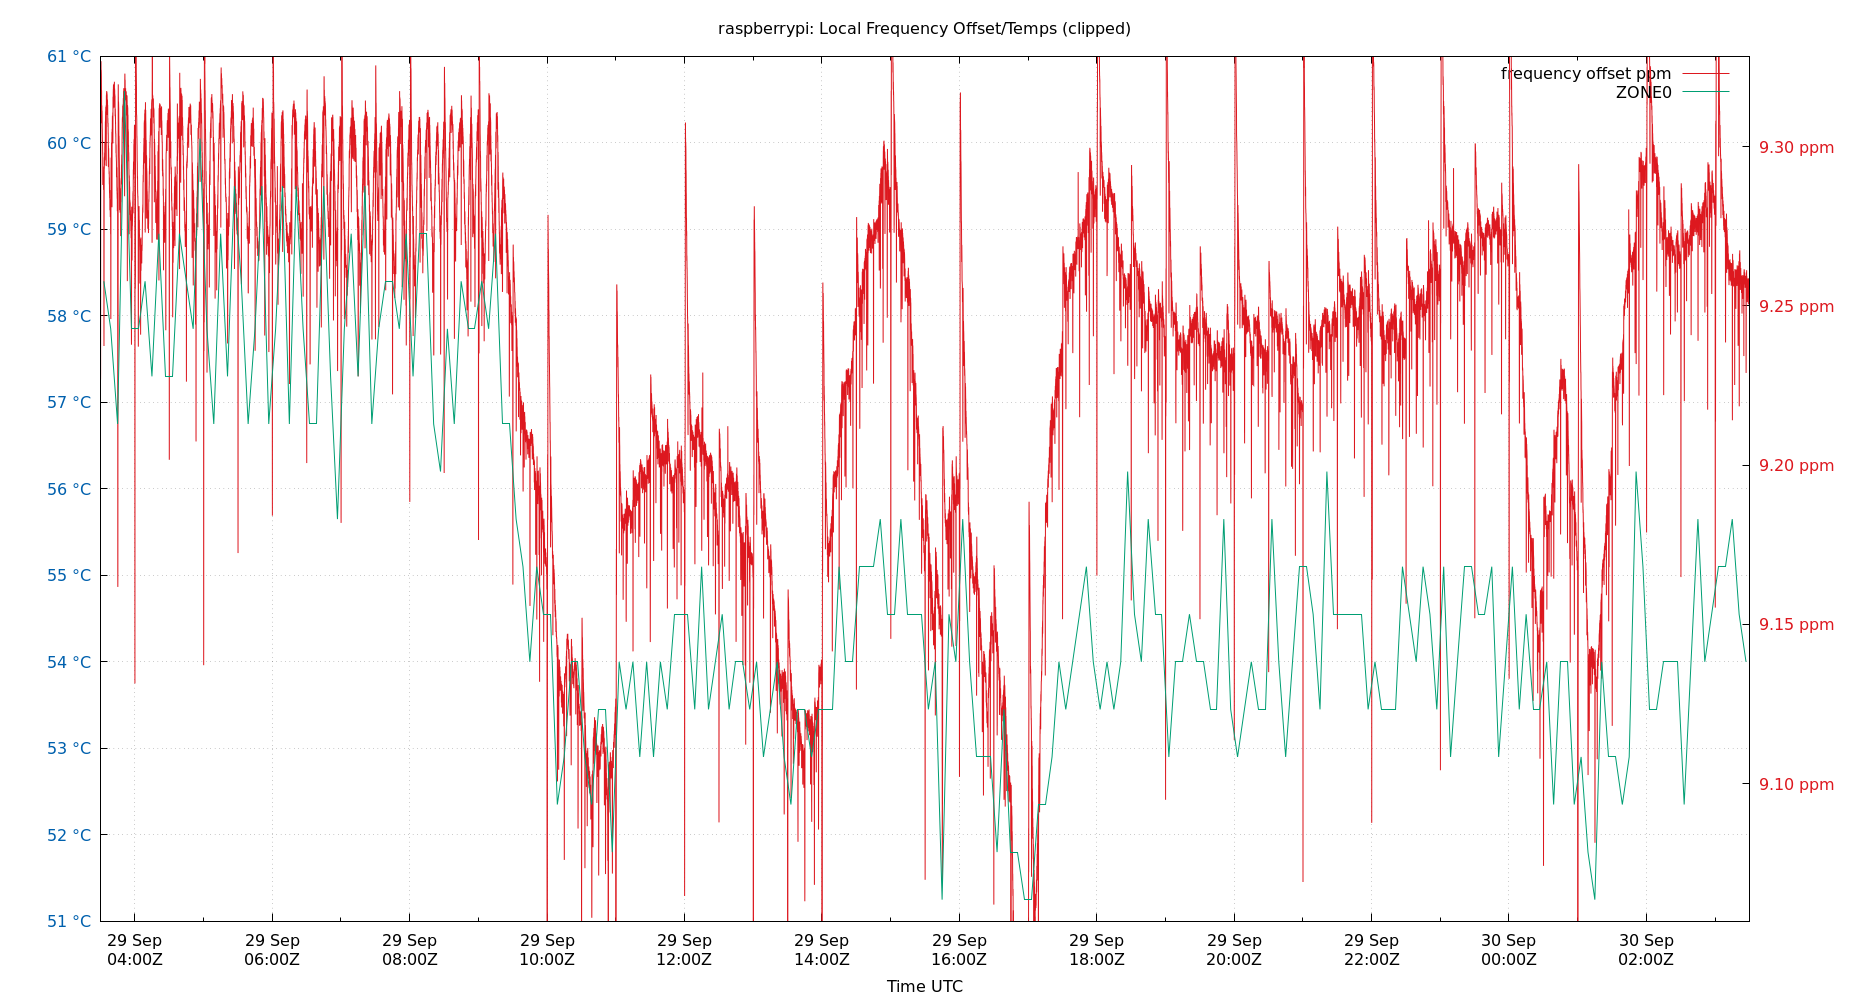 raspberrypi: Local Frequency Offset/Temps (clipped)
61 °C
60 °C
59 °C
58 °C
57 °C
56 °C
55 °C
54 °C
53 °C
52 °C
51 °C
frequency offset ppm
ZONE0
9.30 ppm
9.25 ppm
9.20 ppm
9.15 ppm
9.10 ppm
29 Sep 29 Sep 29 Sep 29 Sep 29 Sep 29 Sep 29 Sep 29 Sep 29 Sep 29 Sep 30 Sep 30 Sep
04:00Z 06:00Z 08:00Z 10:00Z 12:00Z 14:00Z 16:00Z 18:00Z 20:00Z 22:00Z 00:00Z 02:00Z
Time UTC